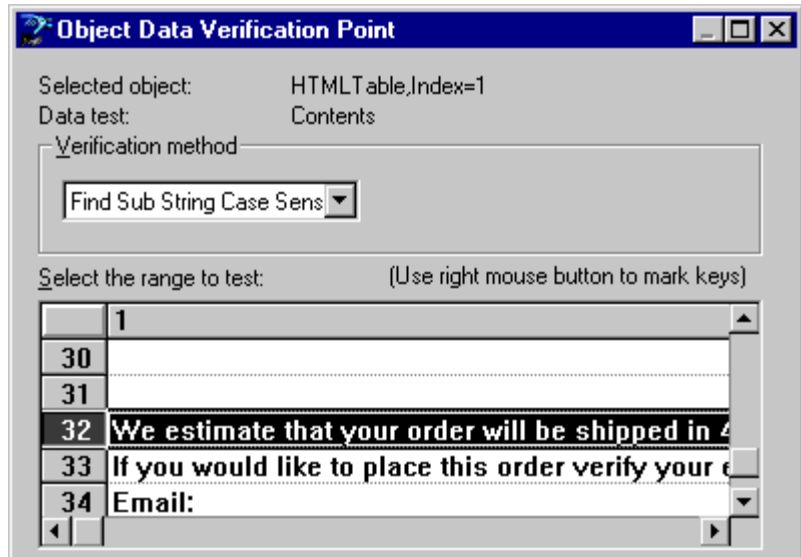 Object Data Verification Point
Selected object: HTMLTable,Index=1
Data test: Contents
Verification method
Find Sub String Case Sens
Select the range to test: (Use right mouse button to mark keys)
1
30
31
32 We estimate that your order will be shipped in 4
33 If you would like to place this order verify your
34 Email: